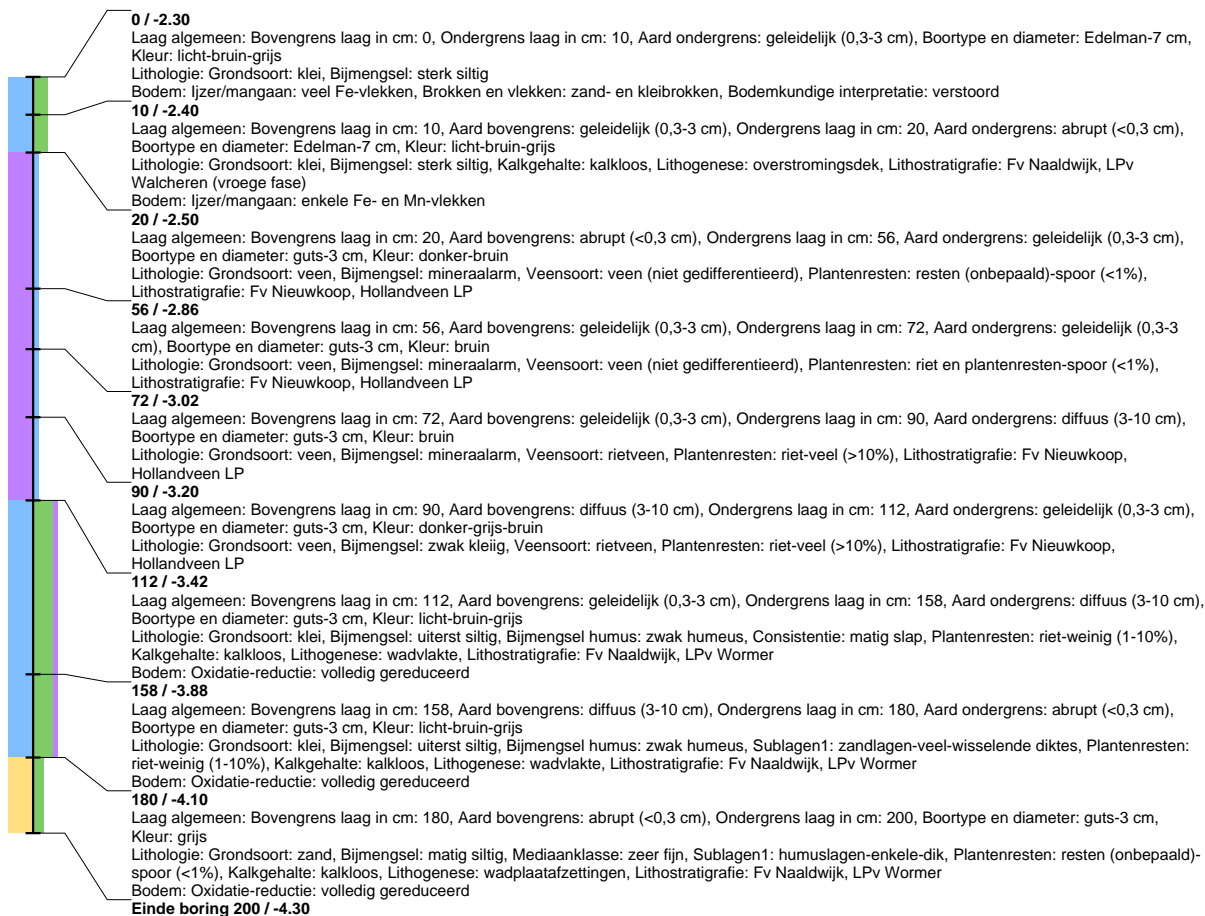 0 / -2.30
Laag algemeen: Bovengrens laag in cm: 0, Ondergrens laag in cm: 10, Aard ondergrens: geleidelijk (0,3-3 cm), Boortype en diameter: Edelman-7 cm,
Kleur: licht-bruin-grijs
Lithologie: Grondsoort: klei, Bijmengsel: sterk siltig
Bodem: Ijzer/mangaan: veel Fe-vlekken, Brokken en vlekken: zand- en kleibrokken, Bodemkundige interpretatie: verstoord
10 / -2.40
Laag algemeen: Bovengrens laag in cm: 10, Aard bovengrens: geleidelijk (0,3-3 cm), Ondergrens laag in cm: 20, Aard ondergrens: abrupt (<0,3 cm),
Boortype en diameter: Edelman-7 cm, Kleur: licht-bruin-grijs
Lithologie: Grondsoort: klei, Bijmengsel: sterk siltig, Kalkgehalte: kalkloos, Lithogenese: overstromingsdek, Lithostratigrafie: Fv Naaldwijk, LPv
Walcheren (vroege fase)
Bodem: Ijzer/mangaan: enkele Fe- en Mn-vlekken
20 / -2.50
Laag algemeen: Bovengrens laag in cm: 20, Aard bovengrens: abrupt (<0,3 cm), Ondergrens laag in cm: 56, Aard ondergrens: geleidelijk (0,3-3 cm),
Boortype en diameter: guts-3 cm, Kleur: donker-bruin
Lithologie: Grondsoort: veen, Bijmengsel: mineraalarm, Veensoort: veen (niet gedifferentieerd), Plantenresten: resten (onbepaald)-spoor (<1%),
Lithostratigrafie: Fv Nieuwkoop, Hollandveen LP
56 / -2.86
Laag algemeen: Bovengrens laag in cm: 56, Aard bovengrens: geleidelijk (0,3-3 cm), Ondergrens laag in cm: 72, Aard ondergrens: geleidelijk (0,3-3
cm), Boortype en diameter: guts-3 cm, Kleur: bruin
Lithologie: Grondsoort: veen, Bijmengsel: mineraalarm, Veensoort: veen (niet gedifferentieerd), Plantenresten: riet en plantenresten-spoor (<1%),
Lithostratigrafie: Fv Nieuwkoop, Hollandveen LP
72 / -3.02
Laag algemeen: Bovengrens laag in cm: 72, Aard bovengrens: geleidelijk (0,3-3 cm), Ondergrens laag in cm: 90, Aard ondergrens: diffuus (3-10 cm),
Boortype en diameter: guts-3 cm, Kleur: bruin
Lithologie: Grondsoort: veen, Bijmengsel: mineraalarm, Veensoort: rietveen, Plantenresten: riet-veel (>10%), Lithostratigrafie: Fv Nieuwkoop,
Hollandveen LP
90 / -3.20
Laag algemeen: Bovengrens laag in cm: 90, Aard bovengrens: diffuus (3-10 cm), Ondergrens laag in cm: 112, Aard ondergrens: geleidelijk (0,3-3 cm),
Boortype en diameter: guts-3 cm, Kleur: donker-grijs-bruin
Lithologie: Grondsoort: veen, Bijmengsel: zwak kleiig, Veensoort: rietveen, Plantenresten: riet-veel (>10%), Lithostratigrafie: Fv Nieuwkoop,
Hollandveen LP
112 / -3.42
Laag algemeen: Bovengrens laag in cm: 112, Aard bovengrens: geleidelijk (0,3-3 cm), Ondergrens laag in cm: 158, Aard ondergrens: diffuus (3-10 cm),
Boortype en diameter: guts-3 cm, Kleur: licht-bruin-grijs
Lithologie: Grondsoort: klei, Bijmengsel: uiterst siltig, Bijmengsel humus: zwak humeus, Consistentie: matig slap, Plantenresten: riet-weinig (1-10%),
Kalkgehalte: kalkloos, Lithogenese: wadvlakte, Lithostratigrafie: Fv Naaldwijk, LPv Wormer
Bodem: Oxidatie-reductie: volledig gereduceerd
158 / -3.88
Laag algemeen: Bovengrens laag in cm: 158, Aard bovengrens: diffuus (3-10 cm), Ondergrens laag in cm: 180, Aard ondergrens: abrupt (<0,3 cm),
Boortype en diameter: guts-3 cm, Kleur: licht-bruin-grijs
Lithologie: Grondsoort: klei, Bijmengsel: uiterst siltig, Bijmengsel humus: zwak humeus, Sublagen1: zandlagen-veel-wisselende diktes, Plantenresten:
riet-weinig (1-10%), Kalkgehalte: kalkloos, Lithogenese: wadvlakte, Lithostratigrafie: Fv Naaldwijk, LPv Wormer
Bodem: Oxidatie-reductie: volledig gereduceerd
180 / -4.10
Laag algemeen: Bovengrens laag in cm: 180, Aard bovengrens: abrupt (<0,3 cm), Ondergrens laag in cm: 200, Boortype en diameter: guts-3 cm,
Kleur: grijs
Lithologie: Grondsoort: zand, Bijmengsel: matig siltig, Mediaanklasse: zeer fijn, Sublagen1: humuslagen-enkele-dik, Plantenresten: resten (onbepaald)-
spoor (<1%), Kalkgehalte: kalkloos, Lithogenese: wadplaatafzettingen, Lithostratigrafie: Fv Naaldwijk, LPv Wormer
Bodem: Oxidatie-reductie: volledig gereduceerd
Einde boring 200 / -4.30